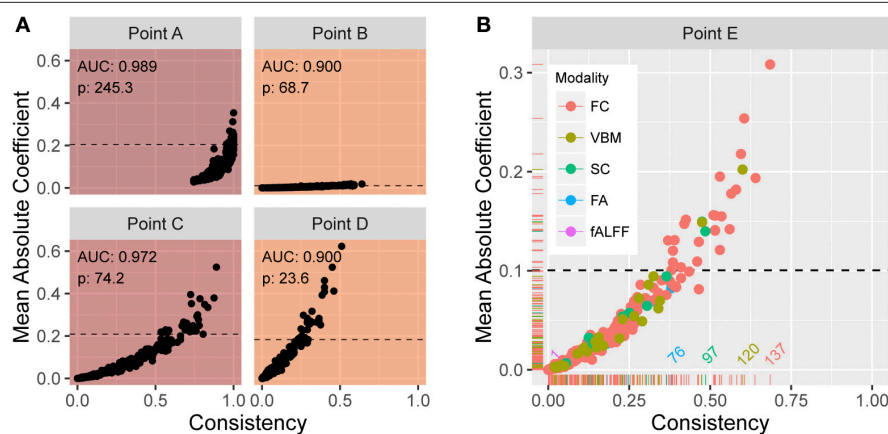 A
Point A
Point B
AUC: 0.989
p: 245.3
AUC: 0.900
p: 68.7
0.6
0.4
0.2
0.0
Point C
Point D
AUC: 0.972
p: 74.2
AUC: 0.900
p: 23.6
0.6
0.4
0.2
0.0
0.0
0.5
1.0
0.0
0.5
1.0
Mean Absolute Coefficient
Consistency
B
Point E
Modality
FC
VBM
SC
FA
fALFF
0.3
0.2
0.1
0.0
1
76
97
120
137
0.00
0.25
0.50
0.75
1.00
Mean Absolute Coefficient
Consistency